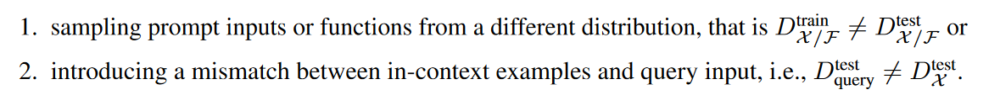 1. sampling prompt inputs or functions from a different distribution, that is $D^{\text{train}}_{\mathcal{X}/\mathcal{F}} \neq D^{\text{test}}_{\mathcal{X}/\mathcal{F}}$ or
2. introducing a mismatch between in-context examples and query input, i.e., $D^{\text{test}}_{\text{query}} \neq D^{\text{test}}_{\mathcal{X}}$.